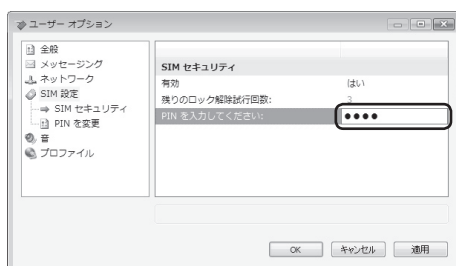 ユーザー オプション
全般
メッセージング
ネットワーク
SIM 設定
SIM セキュリティ
PIN を変更
音
プロファイル
SIM セキュリティ
有効 はい
残りのロック解除試行回数: 3
PIN を入力してください: ●●●●
OK キャンセル 適用